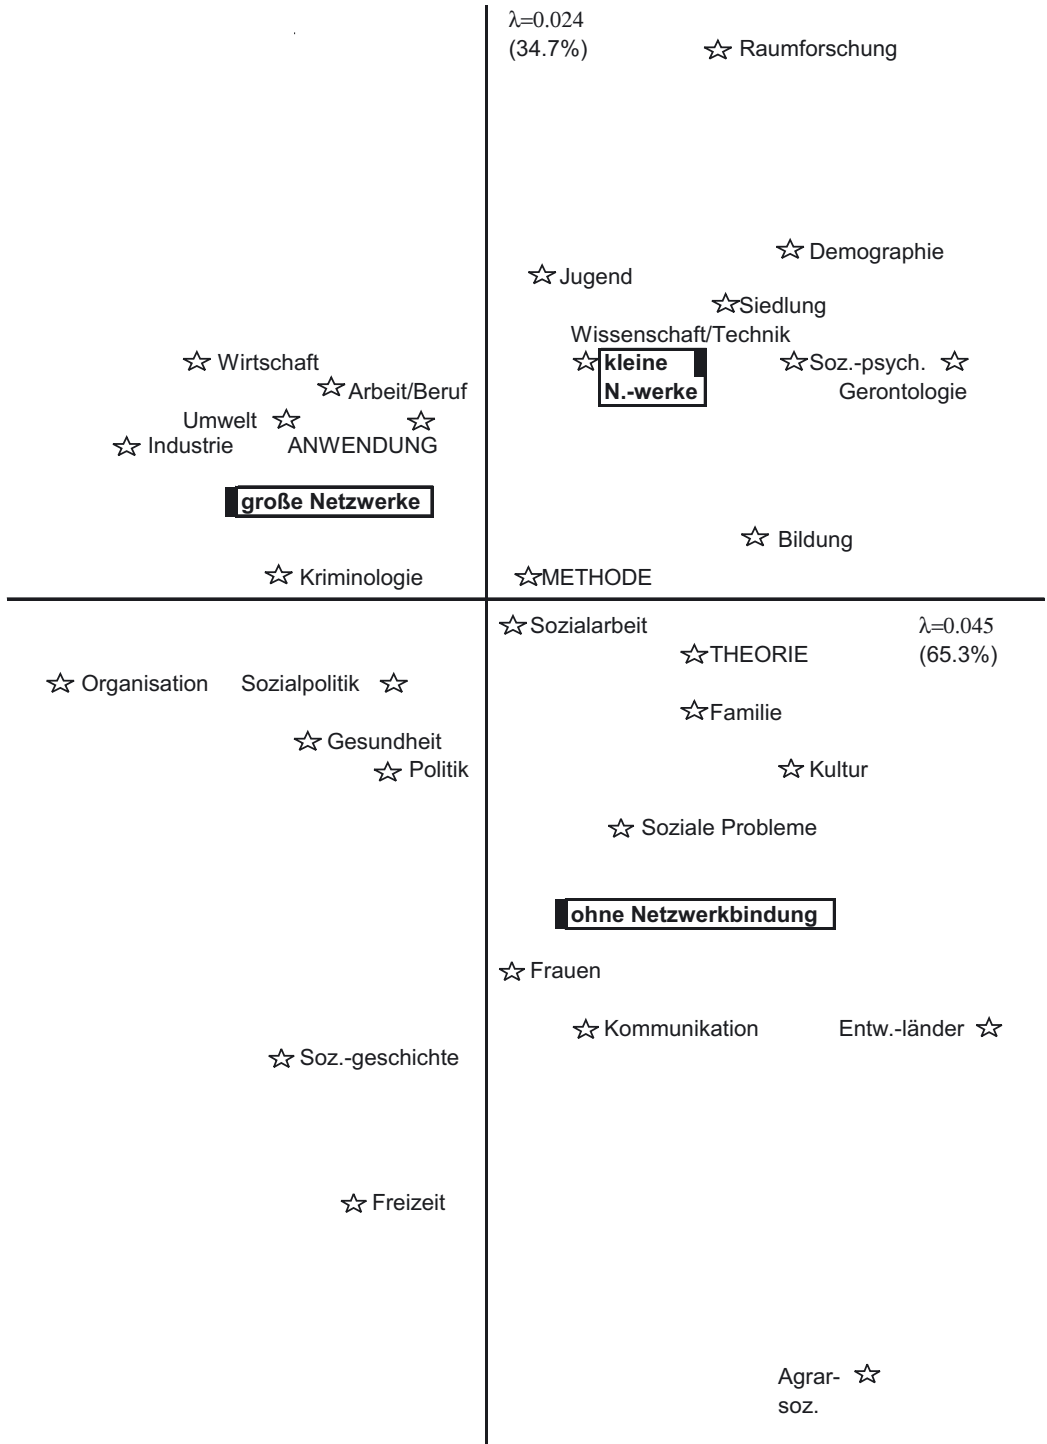 λ=0.024
(34.7%)
Raumforschung
Demographie
Jugend
Siedlung
Wissenschaft/Technik
Wirtschaft
kleine
N.-werke
Soz.-psych.
Gerontologie
Arbeit/Beruf
Umwelt
Industrie
ANWENDUNG
große Netzwerke
Bildung
Kriminologie
METHODE
Sozialarbeit
λ=0.045
(65.3%)
THEORIE
Organisation
Sozialpolitik
Familie
Gesundheit
Politik
Kultur
Soziale Probleme
ohne Netzwerkbindung
Frauen
Kommunikation
Entw.-länder
Soz.-geschichte
Freizeit
Agrar-
soz.